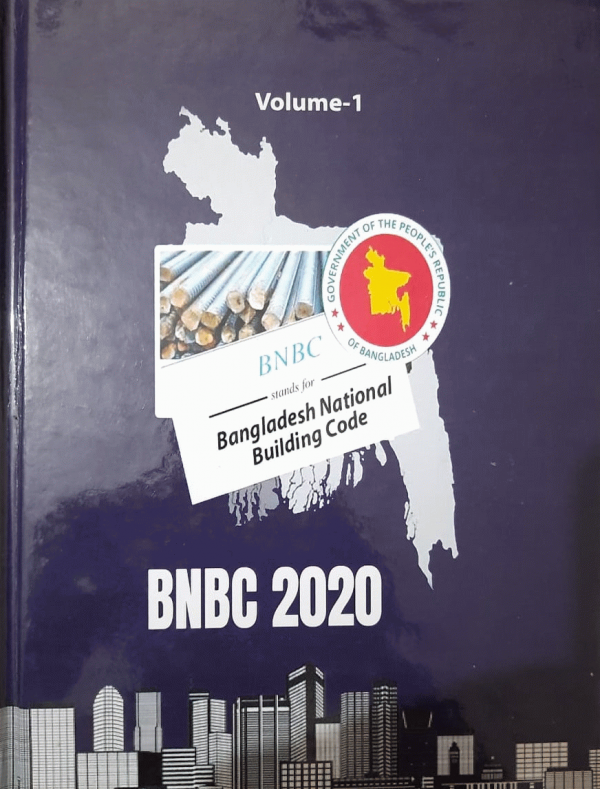 Volume-1
GOVERNMENT OF THE PEOPLE'S REPUBLIC
OF BANGLADESH
BNBC
stands for
Bangladesh National
Building Code
BNBC 2020